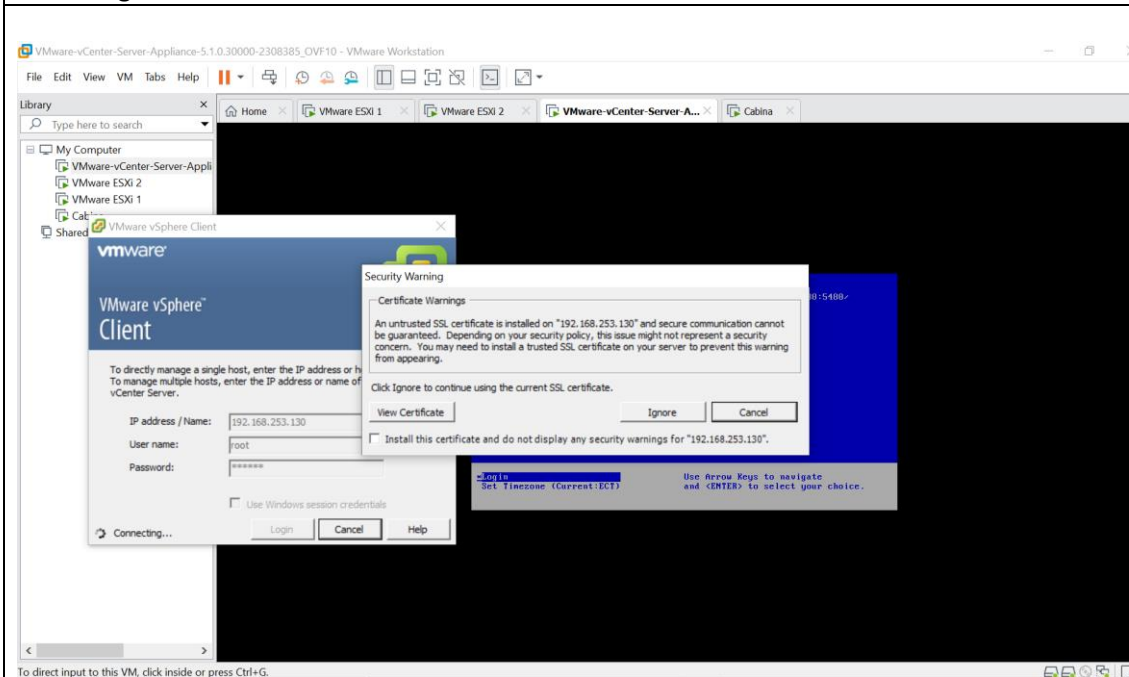 VMware-vCenter-Server-Appliance-5.1.0.30000-2308385_OVF10 - VMware Workstation
File Edit View VM Tabs Help
Library
Type here to search
Home
VMware ESXi 1
VMware ESXi 2
VMware-vCenter-Server-A...
Cabina
My Computer
VMware-vCenter-Server-Appli
VMware ESXi 2
VMware ESXi 1
Shared
VMware vSphere Client
vmware
VMware vSphere™
Client
To directly manage a single host, enter the IP address or
To manage multiple hosts, enter the IP address or name of
vCenter Server.
IP address / Name: 192.168.253.130
User name: root
Password: ******
Use Windows session credentials
Connecting...
Login Cancel Help
Security Warning
Certificate Warnings
An untrusted SSL certificate is installed on "192.168.253.130" and secure communication cannot
be guaranteed. Depending on your security policy, this issue might not represent a security
concern. You may need to install a trusted SSL certificate on your server to prevent this warning
from appearing.
Click Ignore to continue using the current SSL certificate.
View Certificate Ignore Cancel
Install this certificate and do not display any security warnings for "192.168.253.130".
:5480/
Login
Set Timezone (Current:ECT)
Use Arrow Keys to navigate
and <ENTER> to select your choice.
To direct input to this VM, click inside or press Ctrl+G.